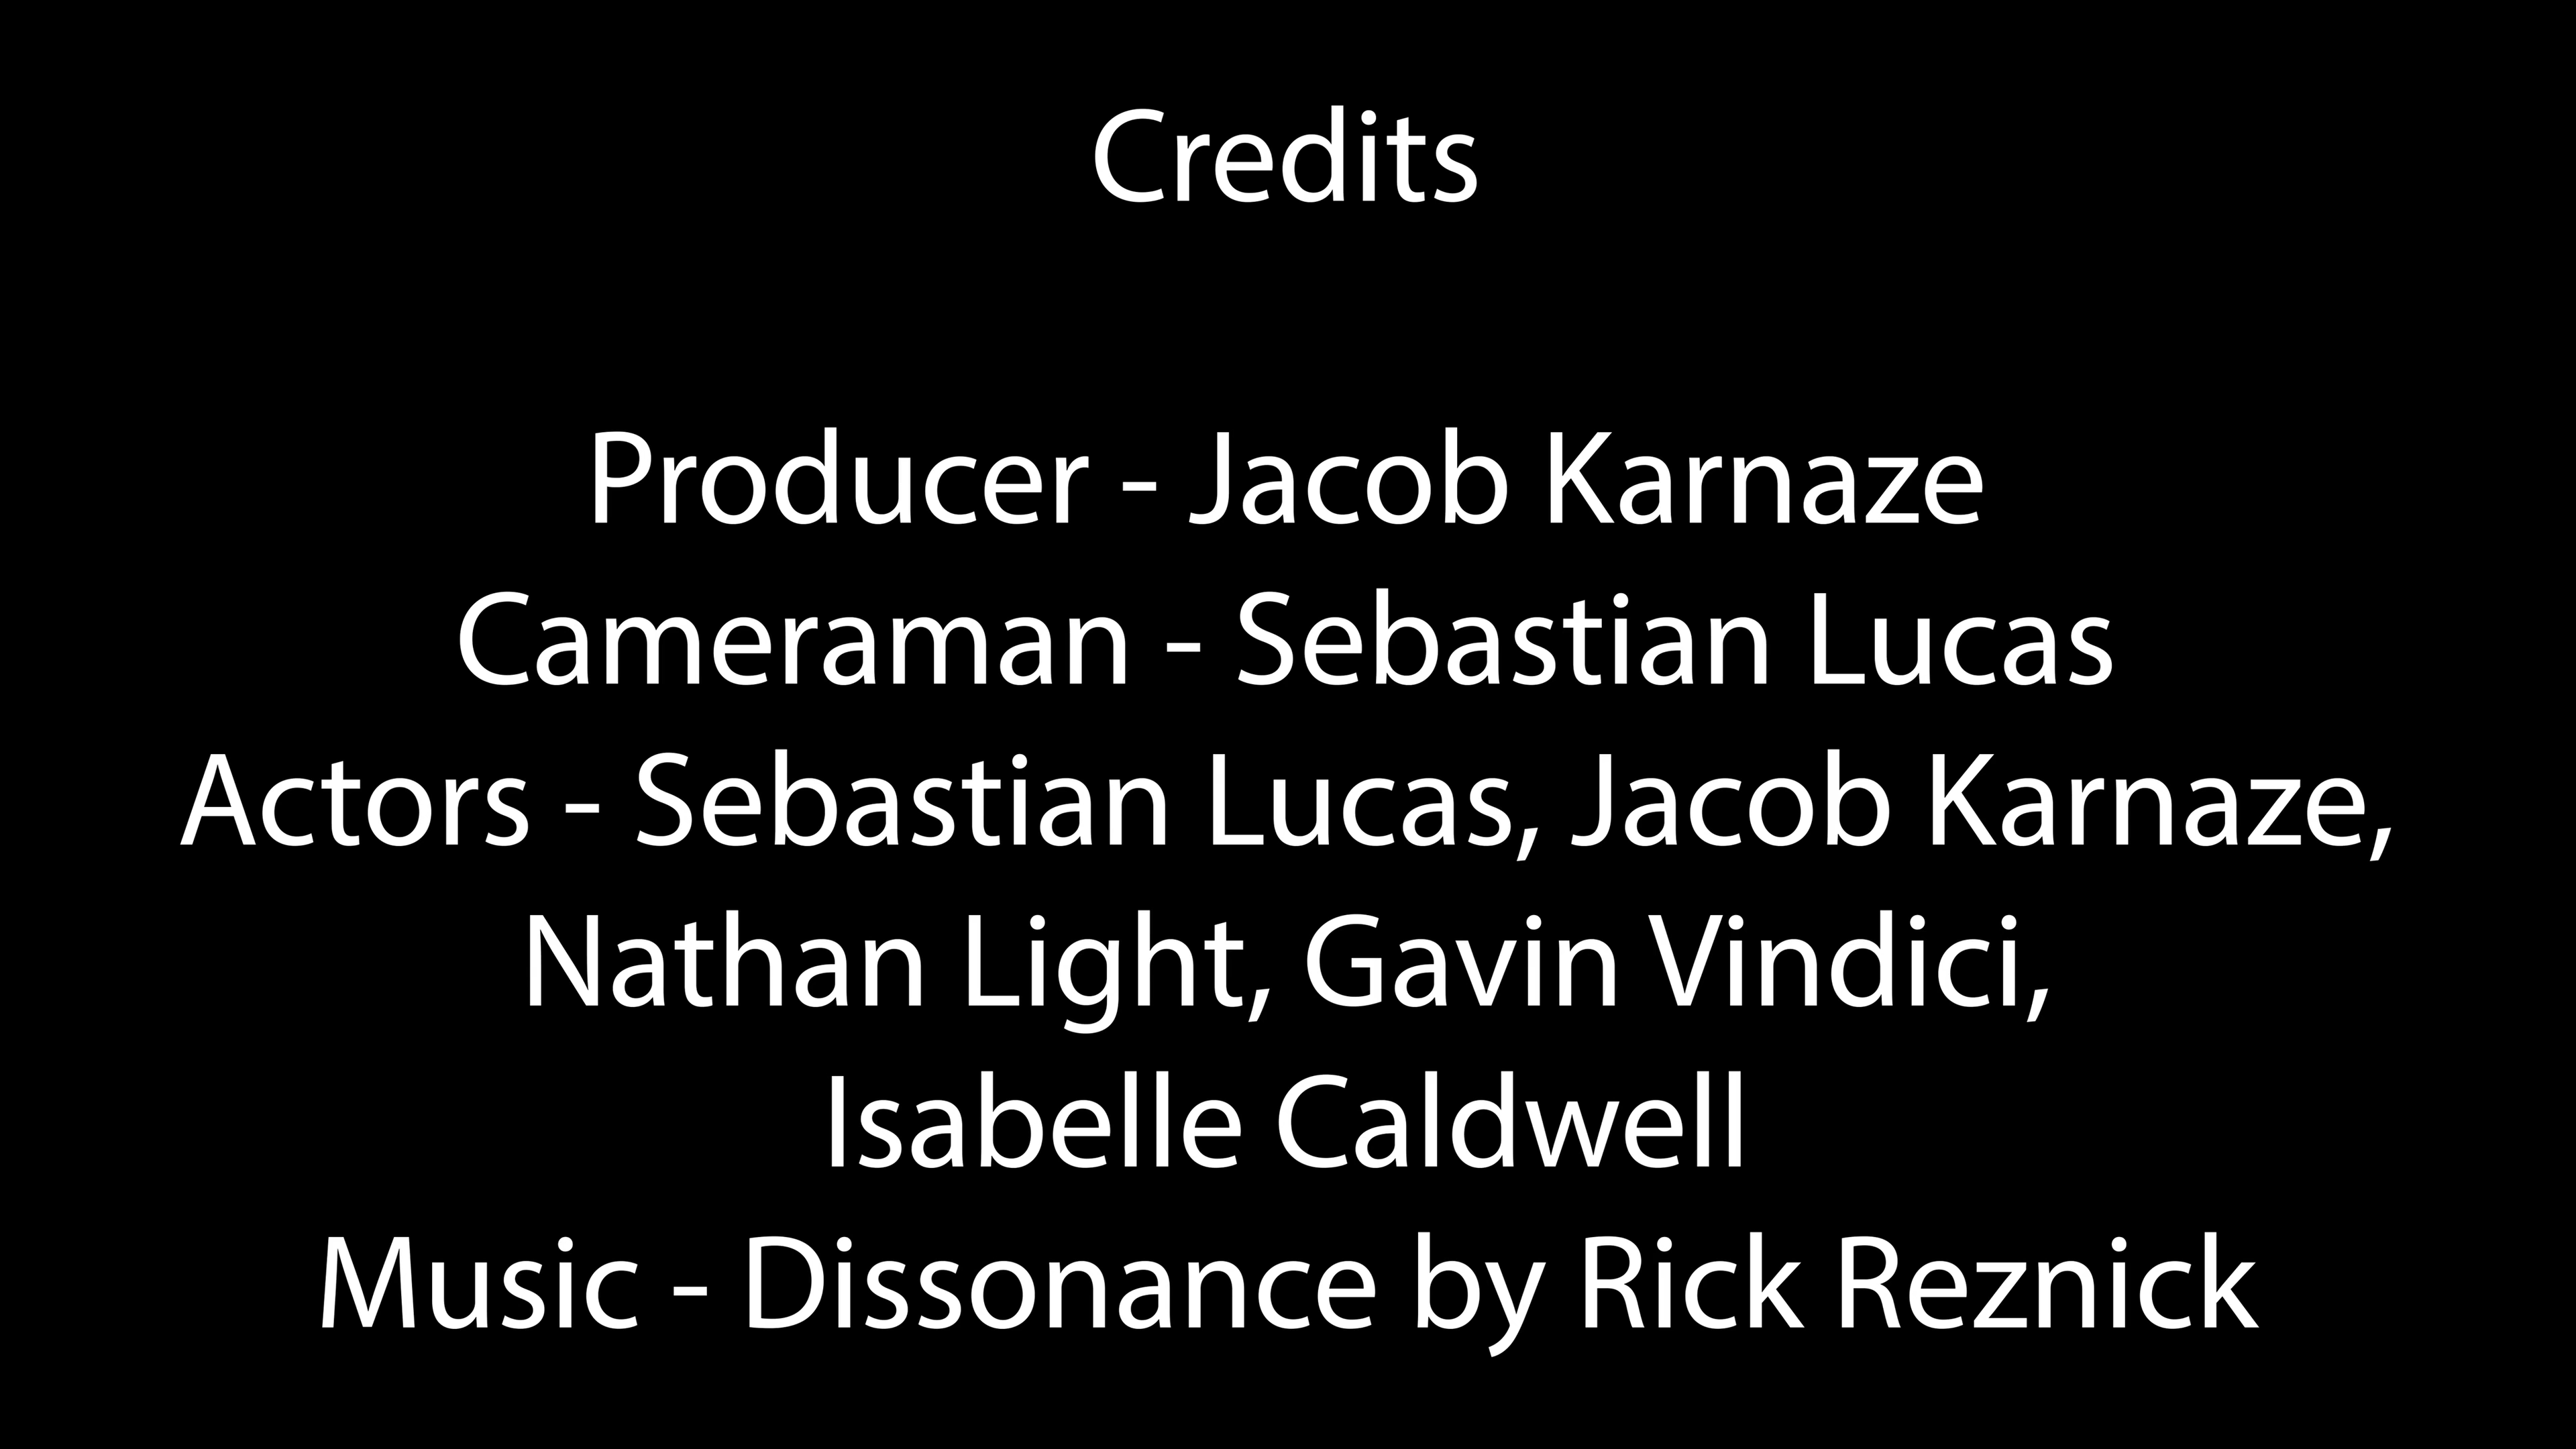 Credits
Producer - Jacob Karnaze
Cameraman - Sebastian Lucas
Actors - Sebastian Lucas, Jacob Karnaze,
Nathan Light, Gavin Vindici,
Isabelle Caldwell
Music - Dissonance by Rick Reznick